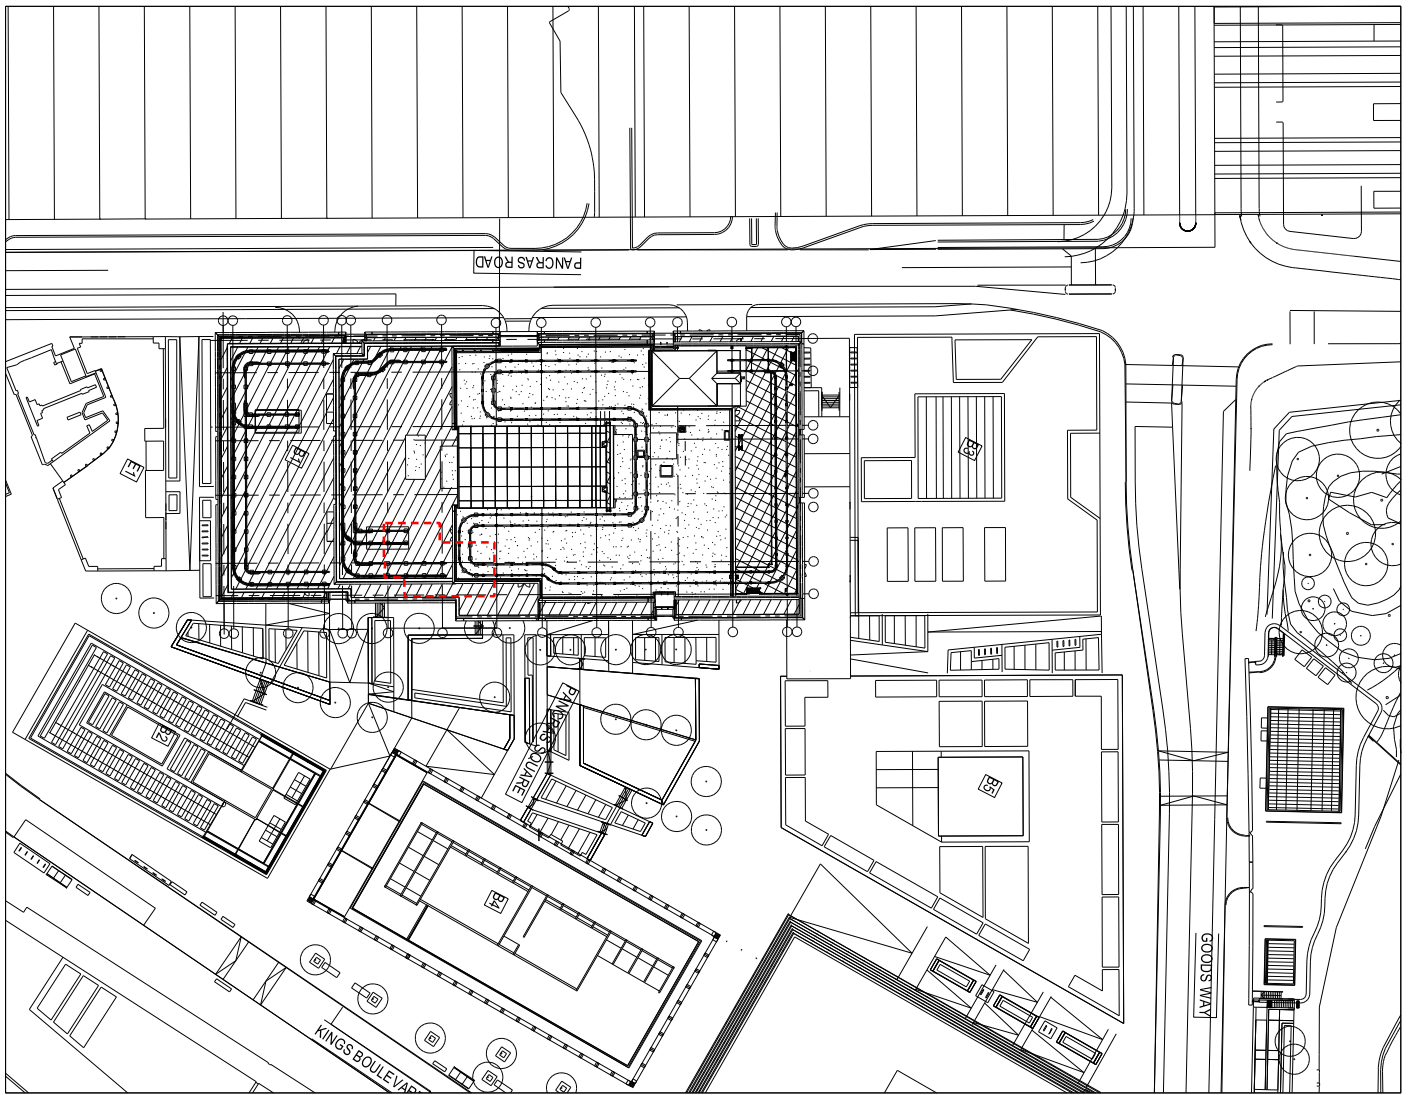 PANCRAS ROAD
B1
B3
E1
PANCRAS SQUARE
B2
B5
B4
GOODS WAY
KINGS BOULEVAR